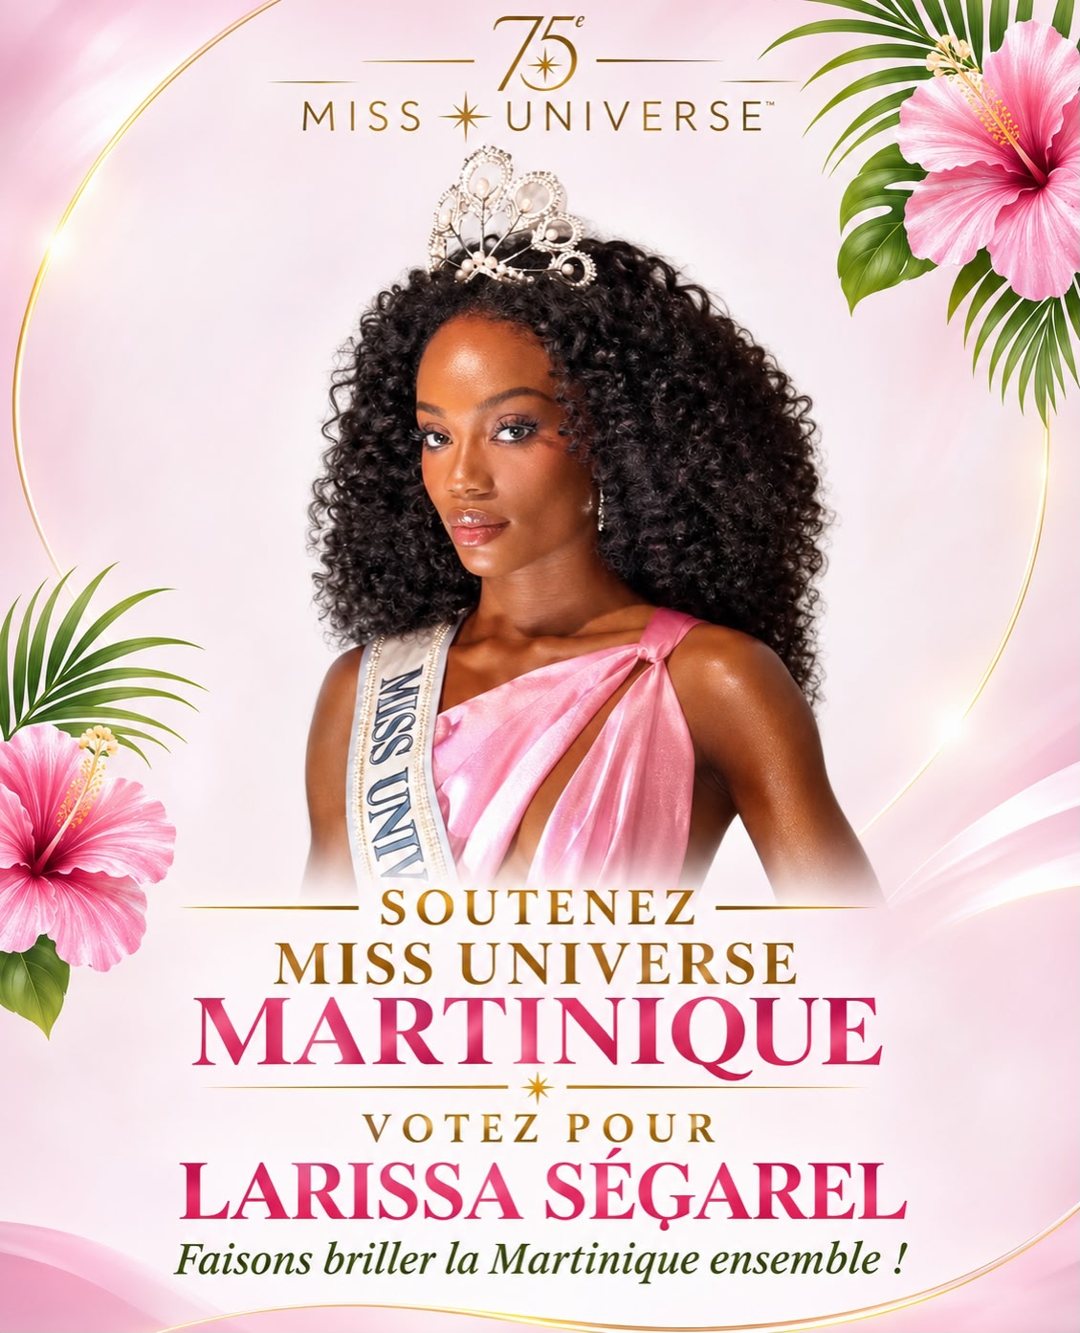 75e
MISS UNIVERSE™
MISS UNIV
SOUTENEZ
MISS UNIVERSE
MARTINIQUE
VOTEZ POUR
LARISSA SÉGAREL
Faisons briller la Martinique ensemble !